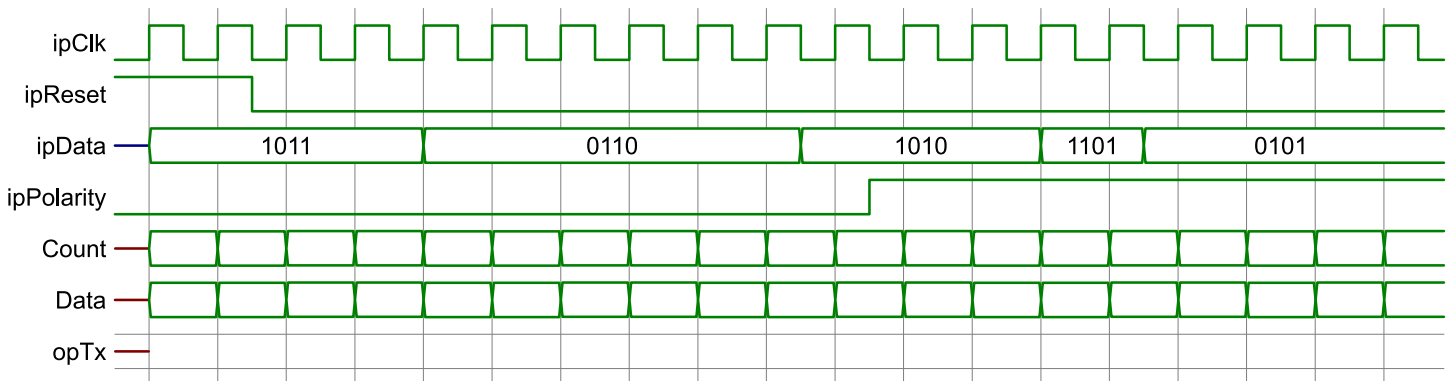 ipClk
ipReset
ipData 1011 0110 1010 1101 0101
ipPolarity
Count
Data
opTx